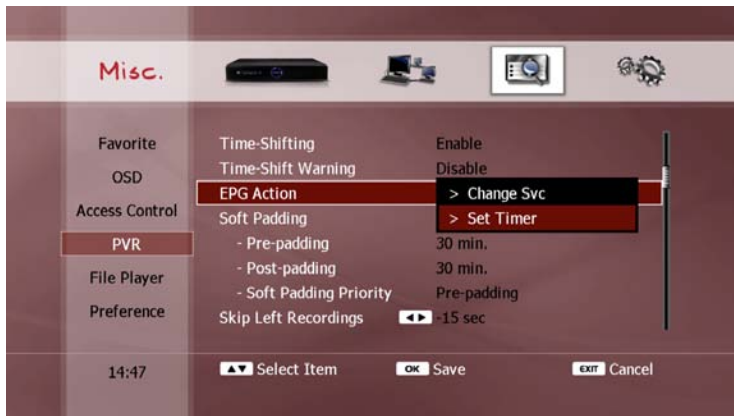 Misc.
Favorite
OSD
Access Control
PVR
File Player
Preference
14:47
Time-Shifting Enable
Time-Shift Warning Disable
EPG Action > Change Svc
Soft Padding > Set Timer
- Pre-padding 30 min.
- Post-padding 30 min.
- Soft Padding Priority Pre-padding
Skip Left Recordings ◀▶ -15 sec
▲▼ Select Item OK Save EXIT Cancel